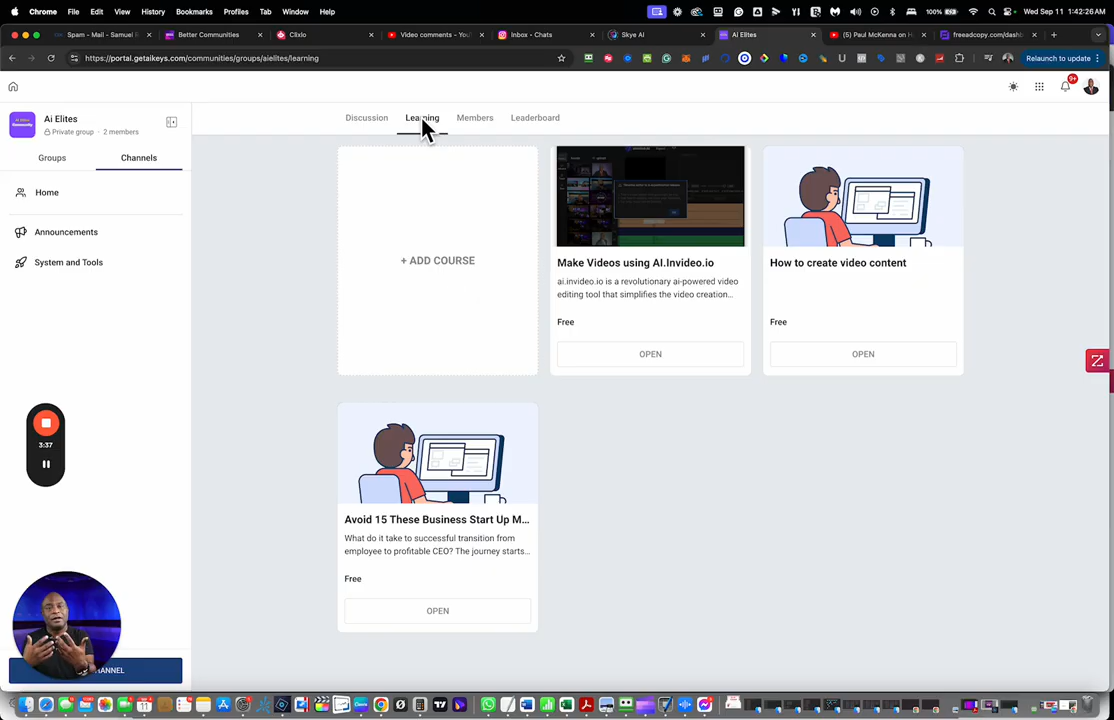 Chrome File Edit View History Bookmarks Profiles Tab Window Help
100%
Wed Sep 11 1:42:26 AM
Spam - Mail - Samuel R
Better Communities
Clixlo
Video comments - You
Inbox - Chats
Skye AI
Ai Elites
(5) Paul McKenna on H
freeadcopy.com/dashb
https://portal.getaikeys.com/communities/groups/aielites/learning
Relaunch to update
9+
Ai Elites
Private group · 2 members
Groups
Channels
Home
Announcements
System and Tools
3:37
HANNEL
Discussion
Learning
Members
Leaderboard
+ ADD COURSE
Make Videos using AI.Invideo.io
ai.invideo.io is a revolutionary ai-powered video
editing tool that simplifies the video creation...
Free
OPEN
How to create video content
Free
OPEN
Avoid 15 These Business Start Up M...
What do it take to successful transition from
employee to profitable CEO? The journey starts...
Free
OPEN